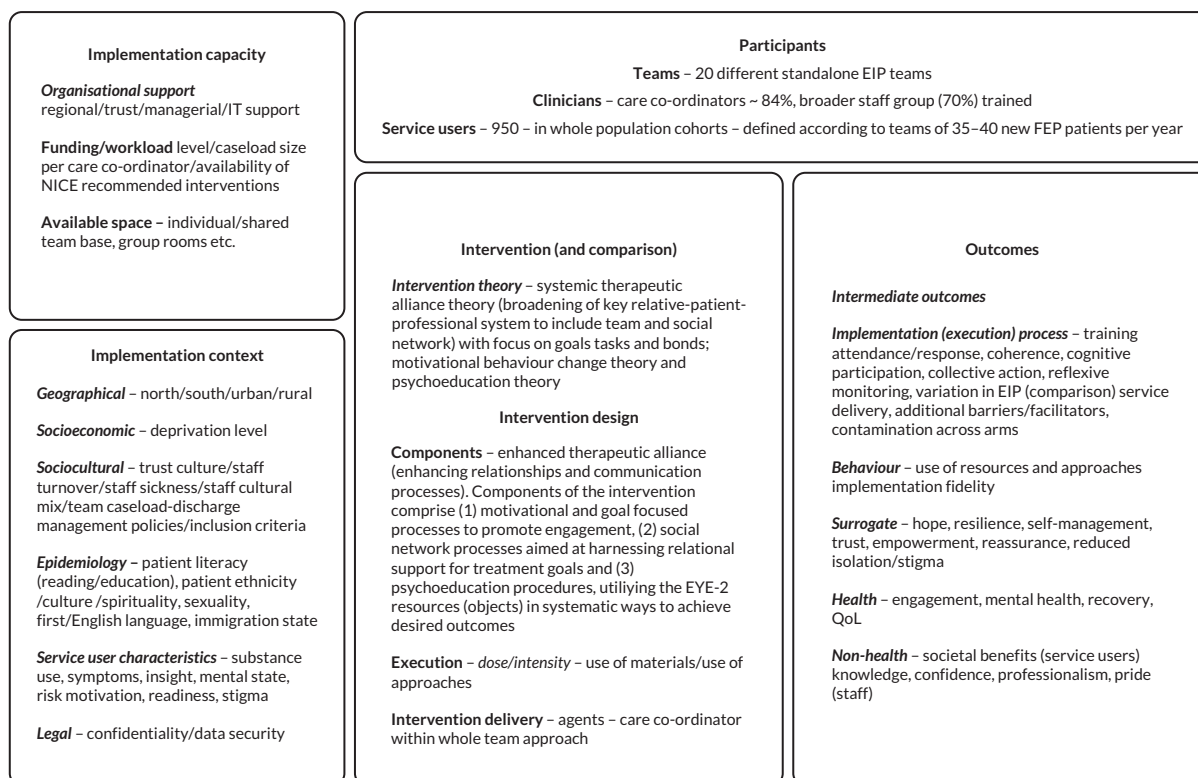 Implementation capacity
Organisational support
regional/trust/managerial/IT support
Funding/workload level/caseload size
per care co-ordinator/availability of
NICE recommended interventions
Available space – individual/shared
team base, group rooms etc.
Participants
Teams – 20 different standalone EIP teams
Clinicians – care co-ordinators ~ 84%, broader staff group (70%) trained
Service users – 950 – in whole population cohorts – defined according to teams of 35–40 new FEP patients per year
Implementation context
Geographical – north/south/urban/rural
Socioeconomic – deprivation level
Sociocultural – trust culture/staff
turnover/staff sickness/staff cultural
mix/team caseload-discharge
management policies/inclusion criteria
Epidemiology – patient literacy
(reading/education), patient ethnicity
/culture /spirituality, sexuality,
first/English language, immigration state
Service user characteristics – substance
use, symptoms, insight, mental state,
risk motivation, readiness, stigma
Legal – confidentiality/data security
Intervention (and comparison)
Intervention theory – systemic therapeutic
alliance theory (broadening of key relative-patient-
professional system to include team and social
network) with focus on goals tasks and bonds;
motivational behaviour change theory and
psychoeducation theory
Intervention design
Components – enhanced therapeutic alliance
(enhancing relationships and communication
processes). Components of the intervention
comprise (1) motivational and goal focused
processes to promote engagement, (2) social
network processes aimed at harnessing relational
support for treatment goals and (3)
psychoeducation procedures, utiliying the EYE-2
resources (objects) in systematic ways to achieve
desired outcomes
Execution – dose/intensity – use of materials/use of
approaches
Intervention delivery – agents – care co-ordinator
within whole team approach
Outcomes
Intermediate outcomes
Implementation (execution) process – training
attendance/response, coherence, cognitive
participation, collective action, reflexive
monitoring, variation in EIP (comparison) service
delivery, additional barriers/facilitators,
contamination across arms
Behaviour – use of resources and approaches
implementation fidelity
Surrogate – hope, resilience, self-management,
trust, empowerment, reassurance, reduced
isolation/stigma
Health – engagement, mental health, recovery,
QoL
Non-health – societal benefits (service users)
knowledge, confidence, professionalism, pride
(staff)